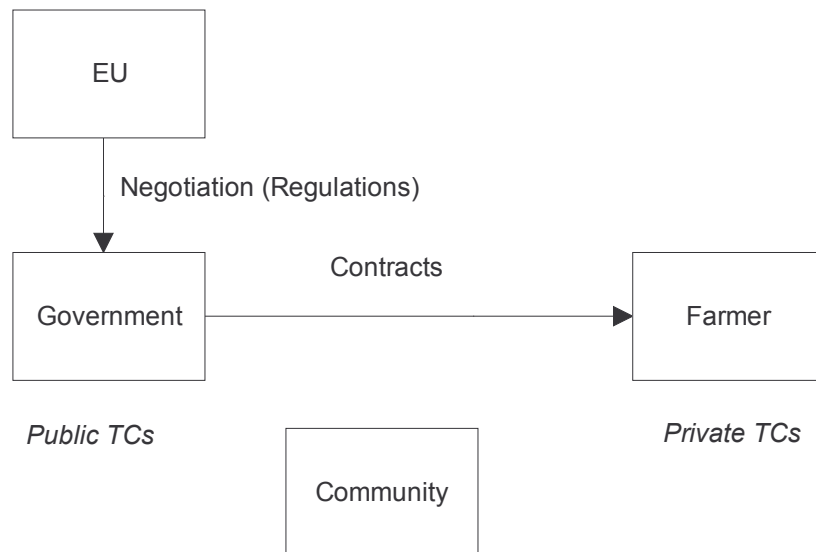 EU
Negotiation (Regulations)
Contracts
Government
Farmer
Public TCs
Private TCs
Community